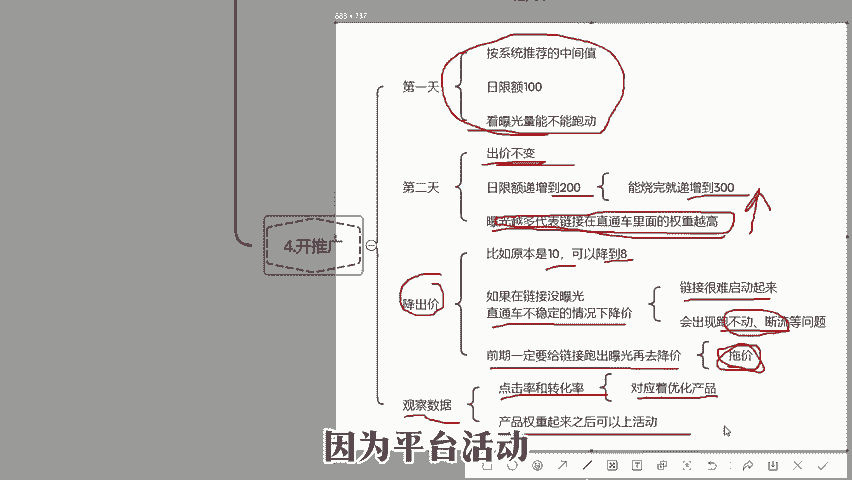 688 * 737
第一天
按系统推荐的中间值
日限额100
看曝光量能不能跑动
第二天
出价不变
日限额递增到200
能烧完就递增到300
曝光越多代表链接在直通车里面的权重越高
4.开推广
降出价
比如原本是10，可以降到8
如果在链接没曝光
直通车不稳定的情况下降价
链接很难启动起来
会出现跑不动、断流等问题
前期一定要给链接跑出曝光再去降价
拖价
观察数据
点击率和转化率
对应着优化产品
产品权重起来之后可以上活动
因为平台活动